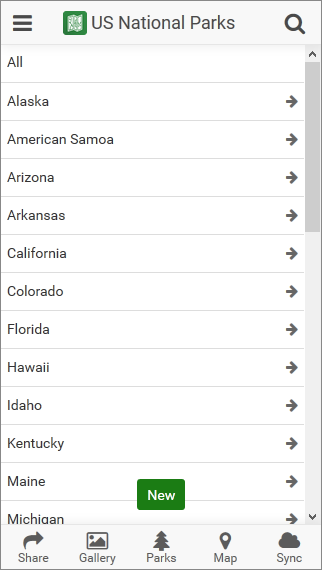 US National Parks
All
Alaska
American Samoa
Arizona
Arkansas
California
Colorado
Florida
Hawaii
Idaho
Kentucky
Maine
New
Michigan
Share Gallery Parks Map Sync